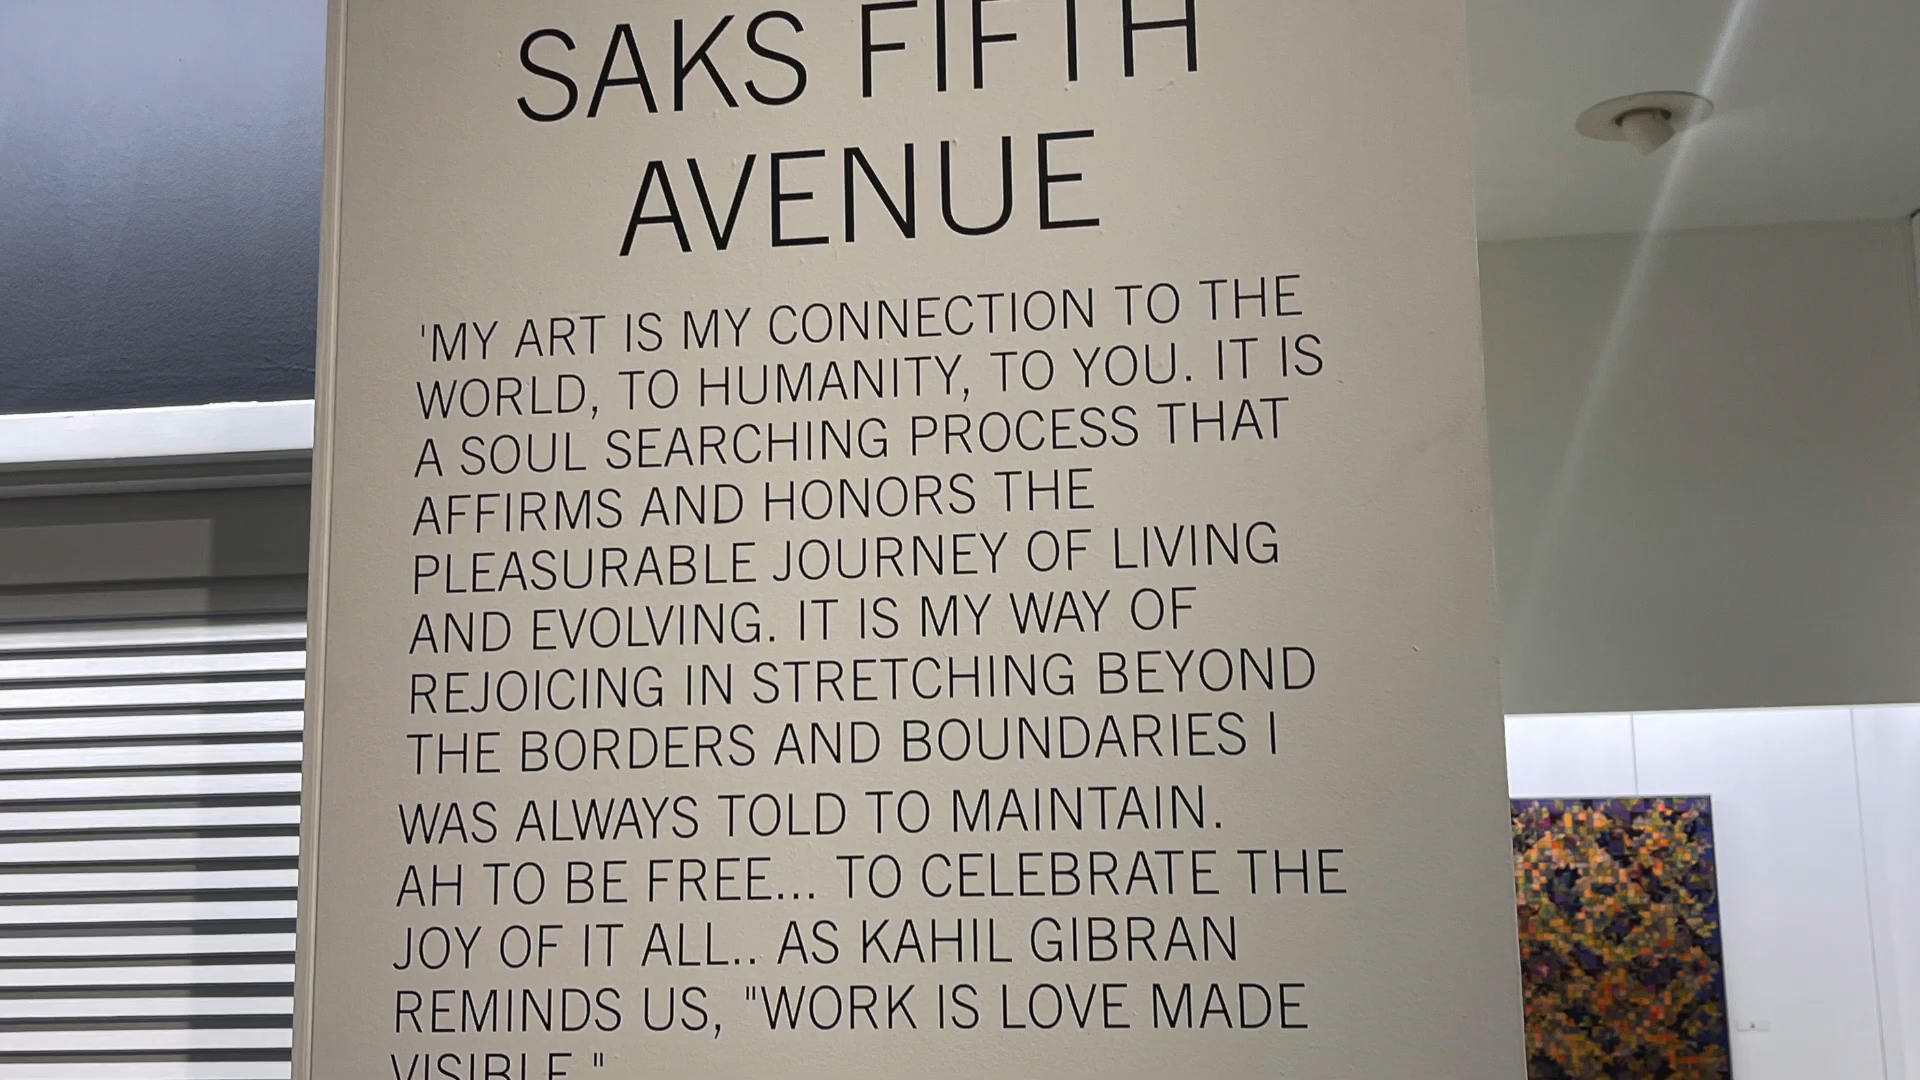 SAKS FIFTH
AVENUE
'MY ART IS MY CONNECTION TO THE
WORLD, TO HUMANITY, TO YOU. IT IS
A SOUL SEARCHING PROCESS THAT
AFFIRMS AND HONORS THE
PLEASURABLE JOURNEY OF LIVING
AND EVOLVING. IT IS MY WAY OF
REJOICING IN STRETCHING BEYOND
THE BORDERS AND BOUNDARIES I
WAS ALWAYS TOLD TO MAINTAIN.
AH TO BE FREE... TO CELEBRATE THE
JOY OF IT ALL.. AS KAHIL GIBRAN
REMINDS US, "WORK IS LOVE MADE
VISIBLE."